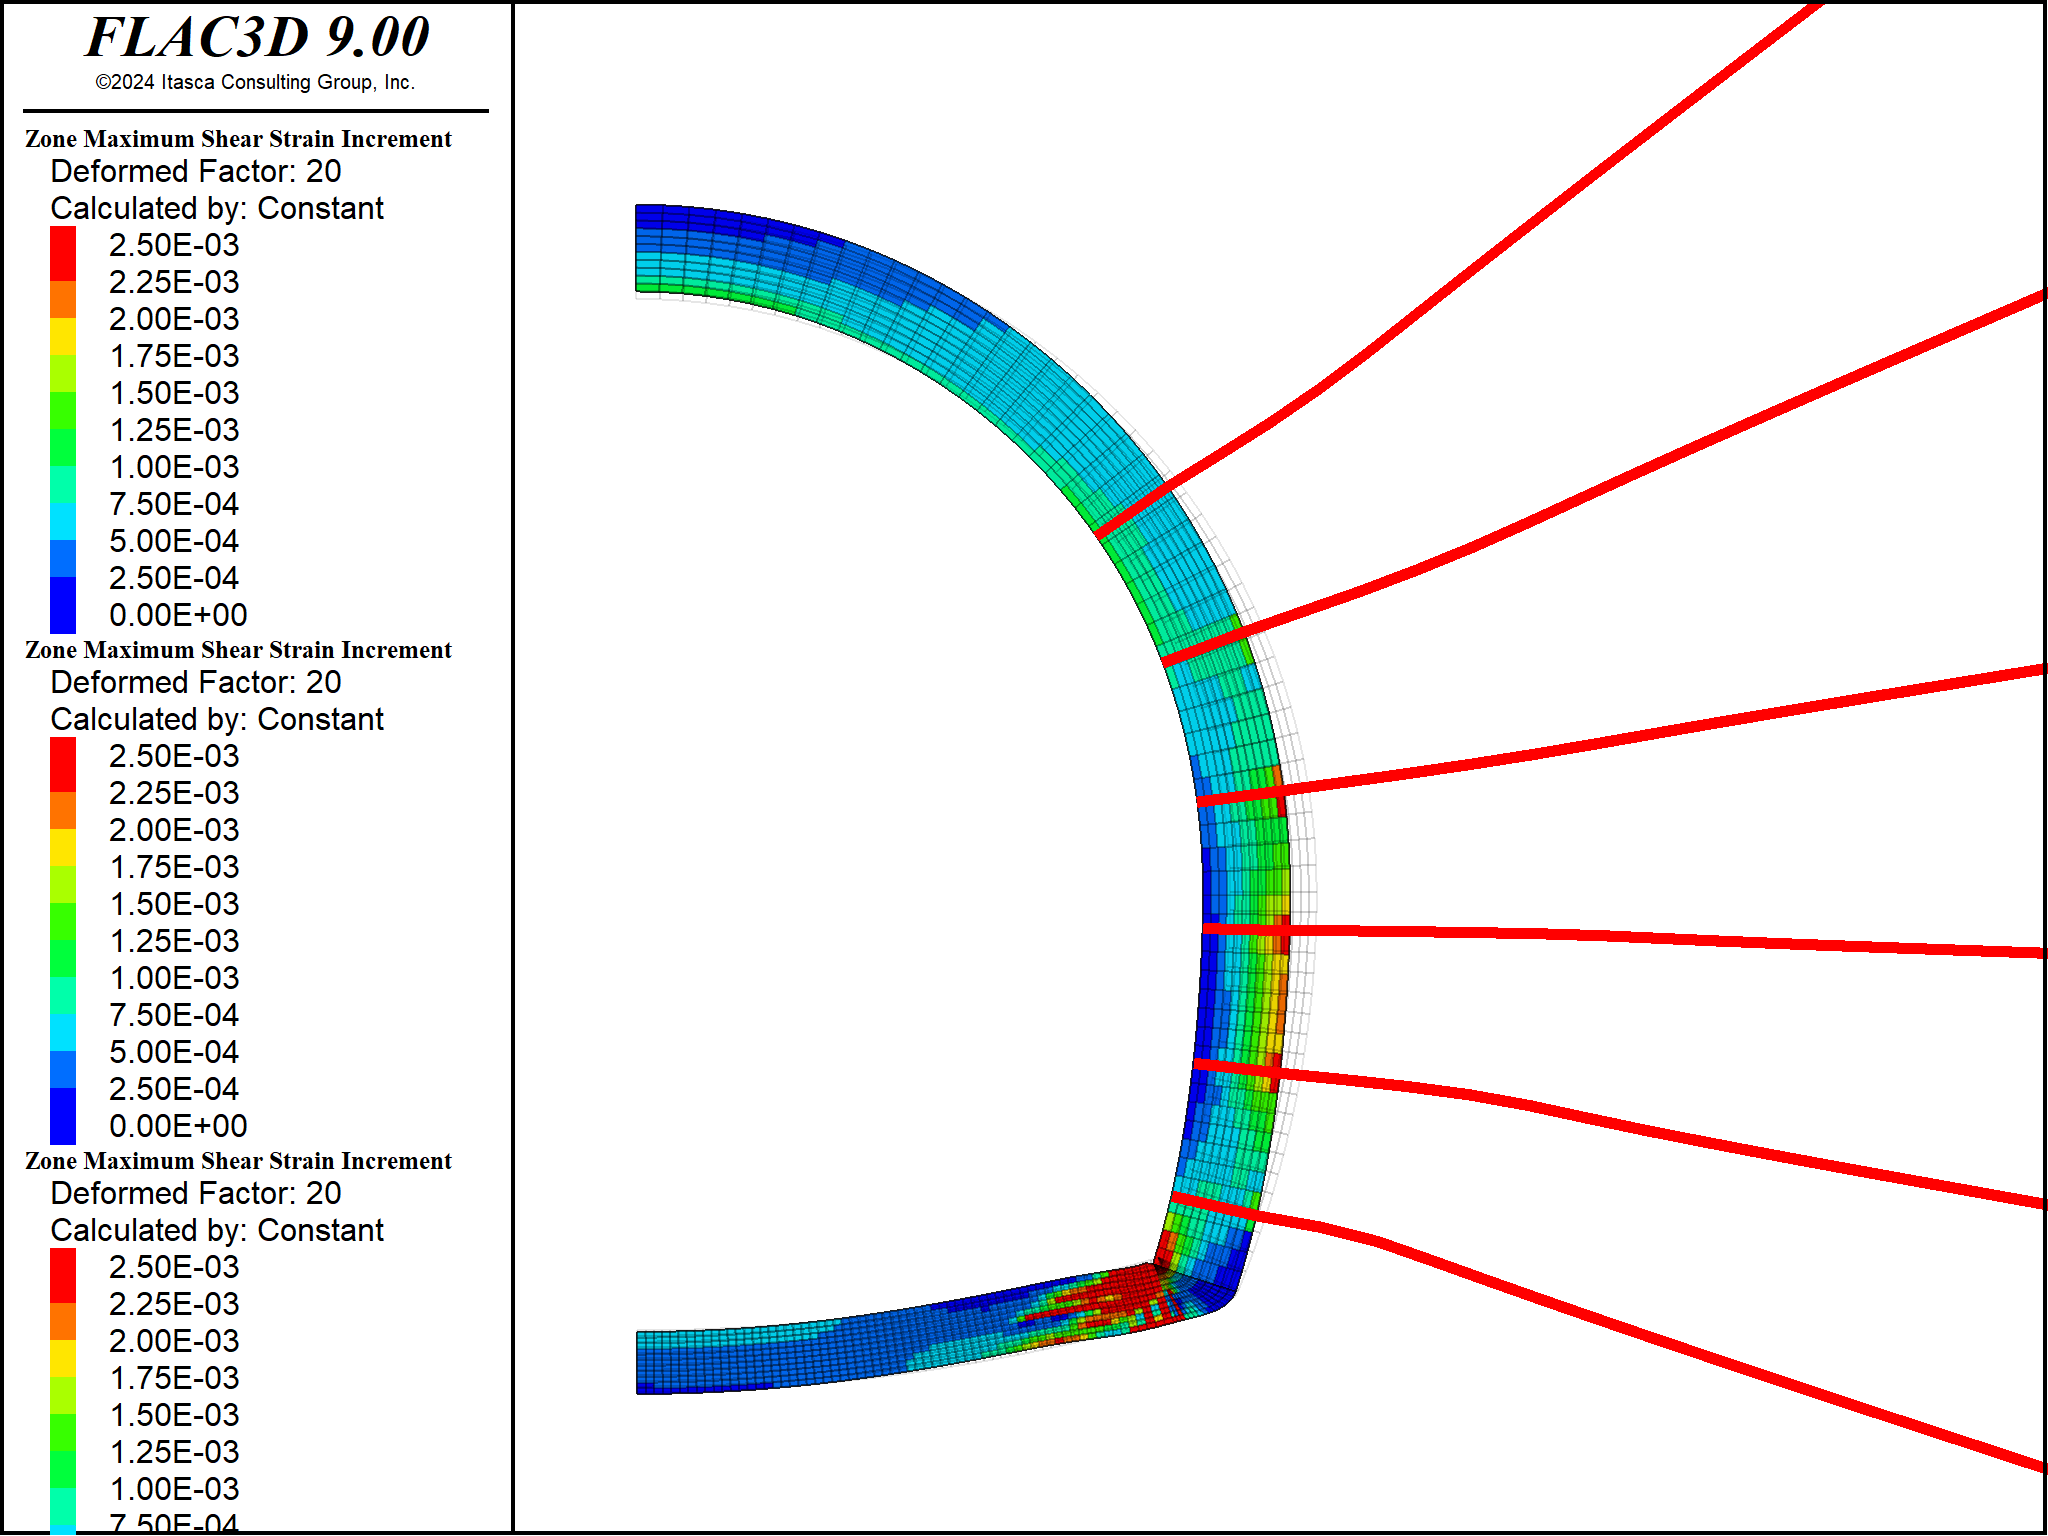 FLAC3D 9.00
©2024 Itasca Consulting Group, Inc.
Zone Maximum Shear Strain Increment
Deformed Factor: 20
Calculated by: Constant
2.50E-03
2.25E-03
2.00E-03
1.75E-03
1.50E-03
1.25E-03
1.00E-03
7.50E-04
5.00E-04
2.50E-04
0.00E+00
Zone Maximum Shear Strain Increment
Deformed Factor: 20
Calculated by: Constant
2.50E-03
2.25E-03
2.00E-03
1.75E-03
1.50E-03
1.25E-03
1.00E-03
7.50E-04
5.00E-04
2.50E-04
0.00E+00
Zone Maximum Shear Strain Increment
Deformed Factor: 20
Calculated by: Constant
2.50E-03
2.25E-03
2.00E-03
1.75E-03
1.50E-03
1.25E-03
1.00E-03
7.50E-04